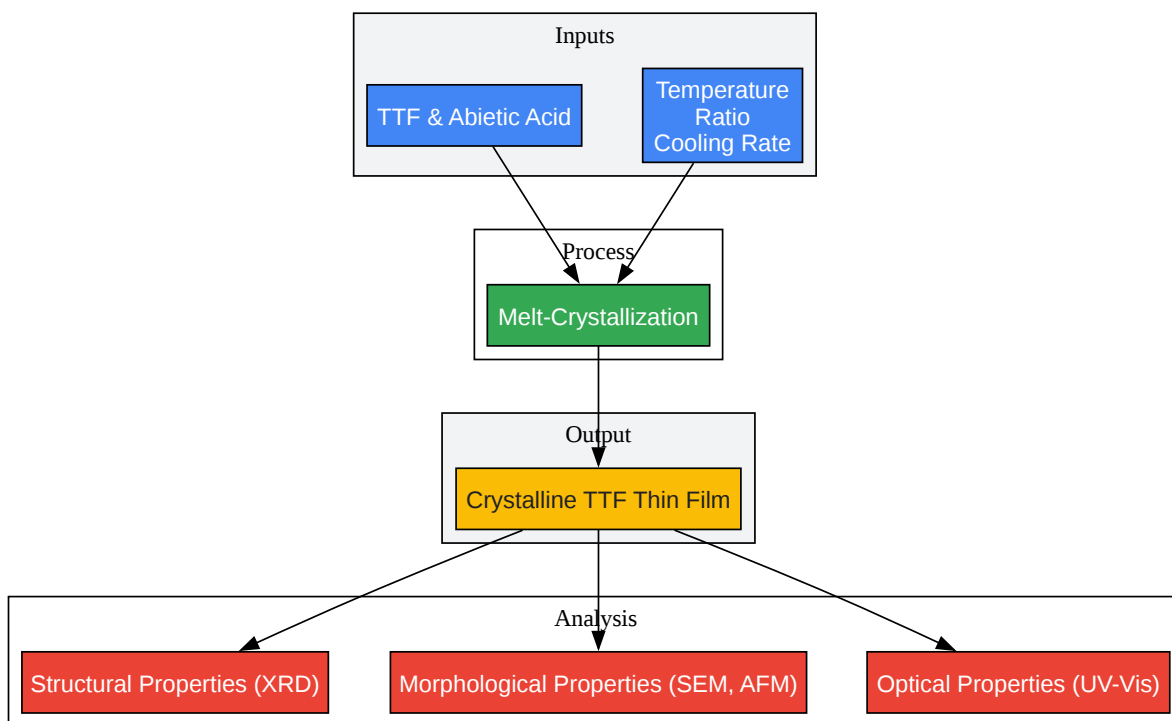 Inputs
TTF & Abietic Acid
Temperature
Ratio
Cooling Rate
Process
Melt-Crystallization
Output
Crystalline TTF Thin Film
Analysis
Structural Properties (XRD)
Morphological Properties (SEM, AFM)
Optical Properties (UV-Vis)